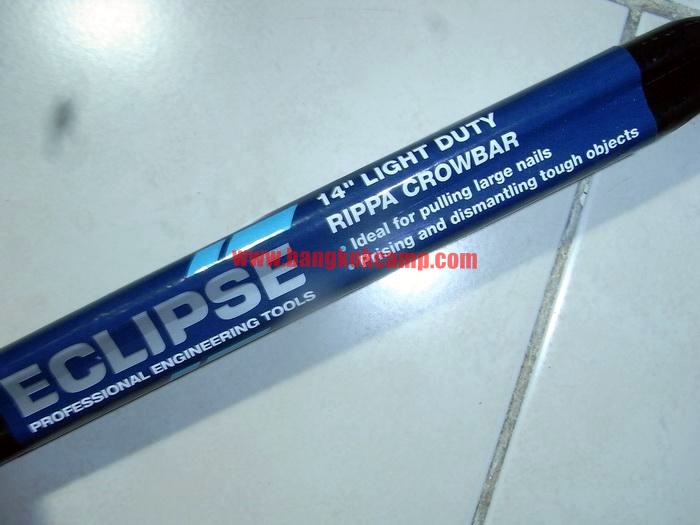 ECLIPSE
PROFESSIONAL ENGINEERING TOOLS
14" LIGHT DUTY
RIPPA CROWBAR
• Ideal for pulling large nails
• Prising and dismantling tough objects
www.bangkokcamp.com